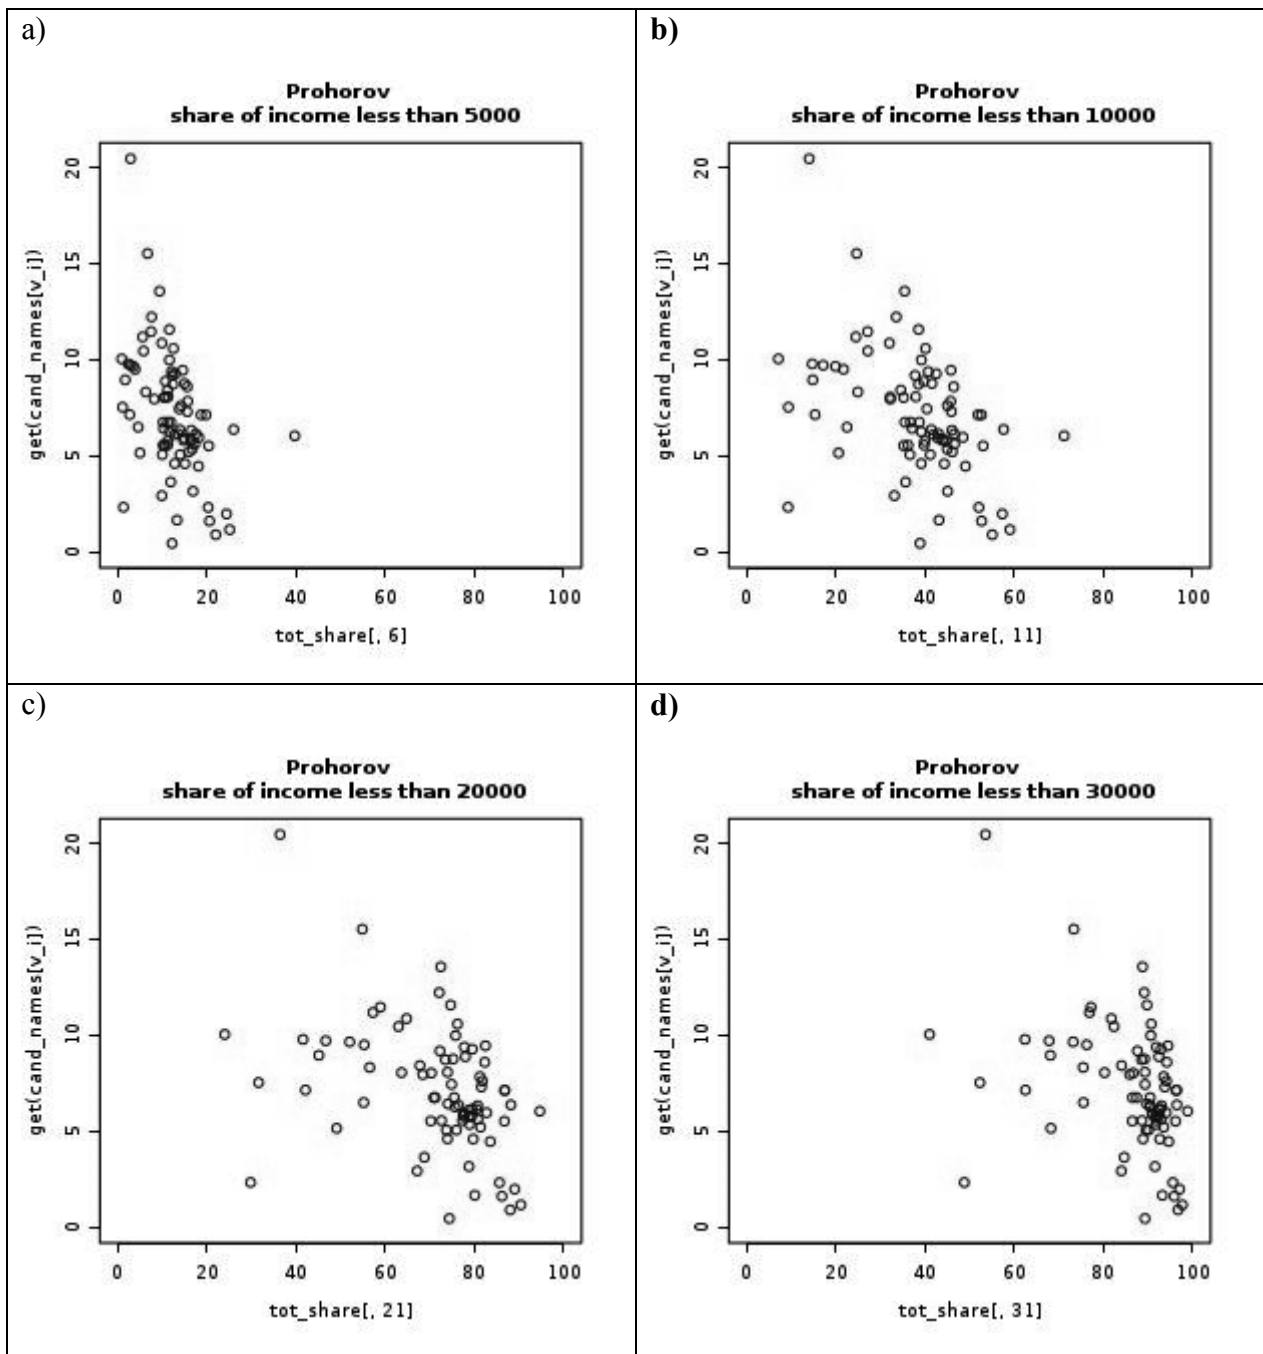 a)
Prohorov
share of income less than 5000
get(cand_names[v_i])
20
15
10
5
0
0 20 40 60 80 100
tot_share[, 6]
b)
Prohorov
share of income less than 10000
get(cand_names[v_i])
20
15
10
5
0
0 20 40 60 80 100
tot_share[, 11]
c)
Prohorov
share of income less than 20000
get(cand_names[v_i])
20
15
10
5
0
0 20 40 60 80 100
tot_share[, 21]
d)
Prohorov
share of income less than 30000
get(cand_names[v_i])
20
15
10
5
0
0 20 40 60 80 100
tot_share[, 31]